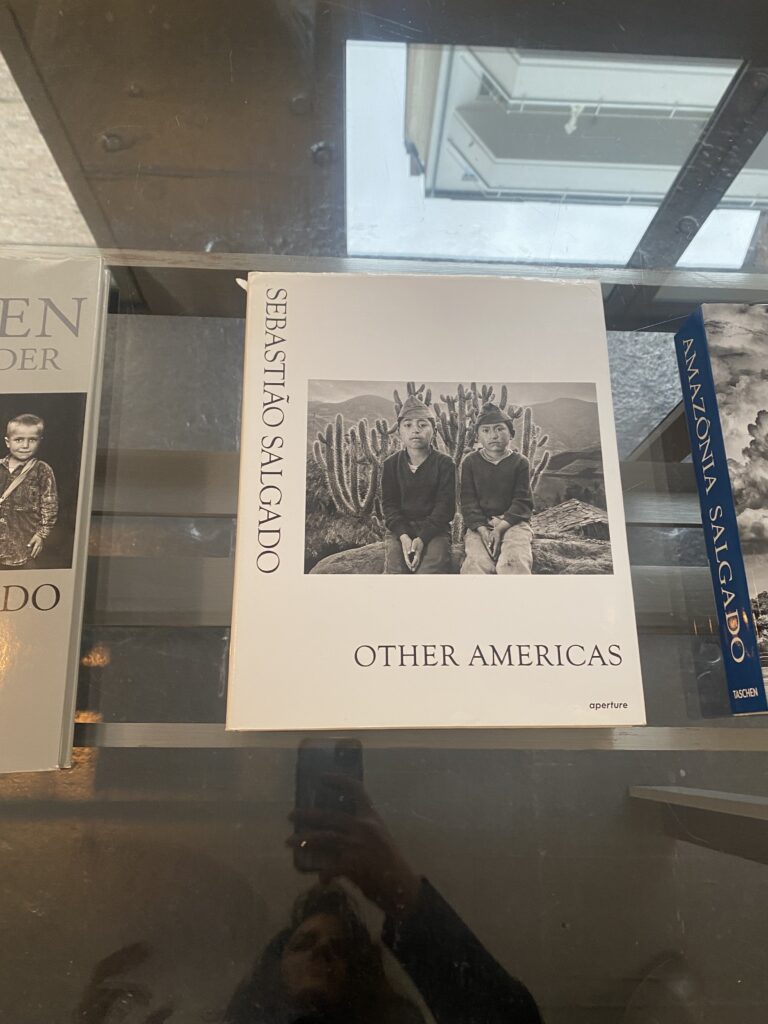 EN
DER
DO
SEBASTIÃO SALGADO
OTHER AMERICAS
aperture
AMAZÔNIA SALGADO
TASCHEN